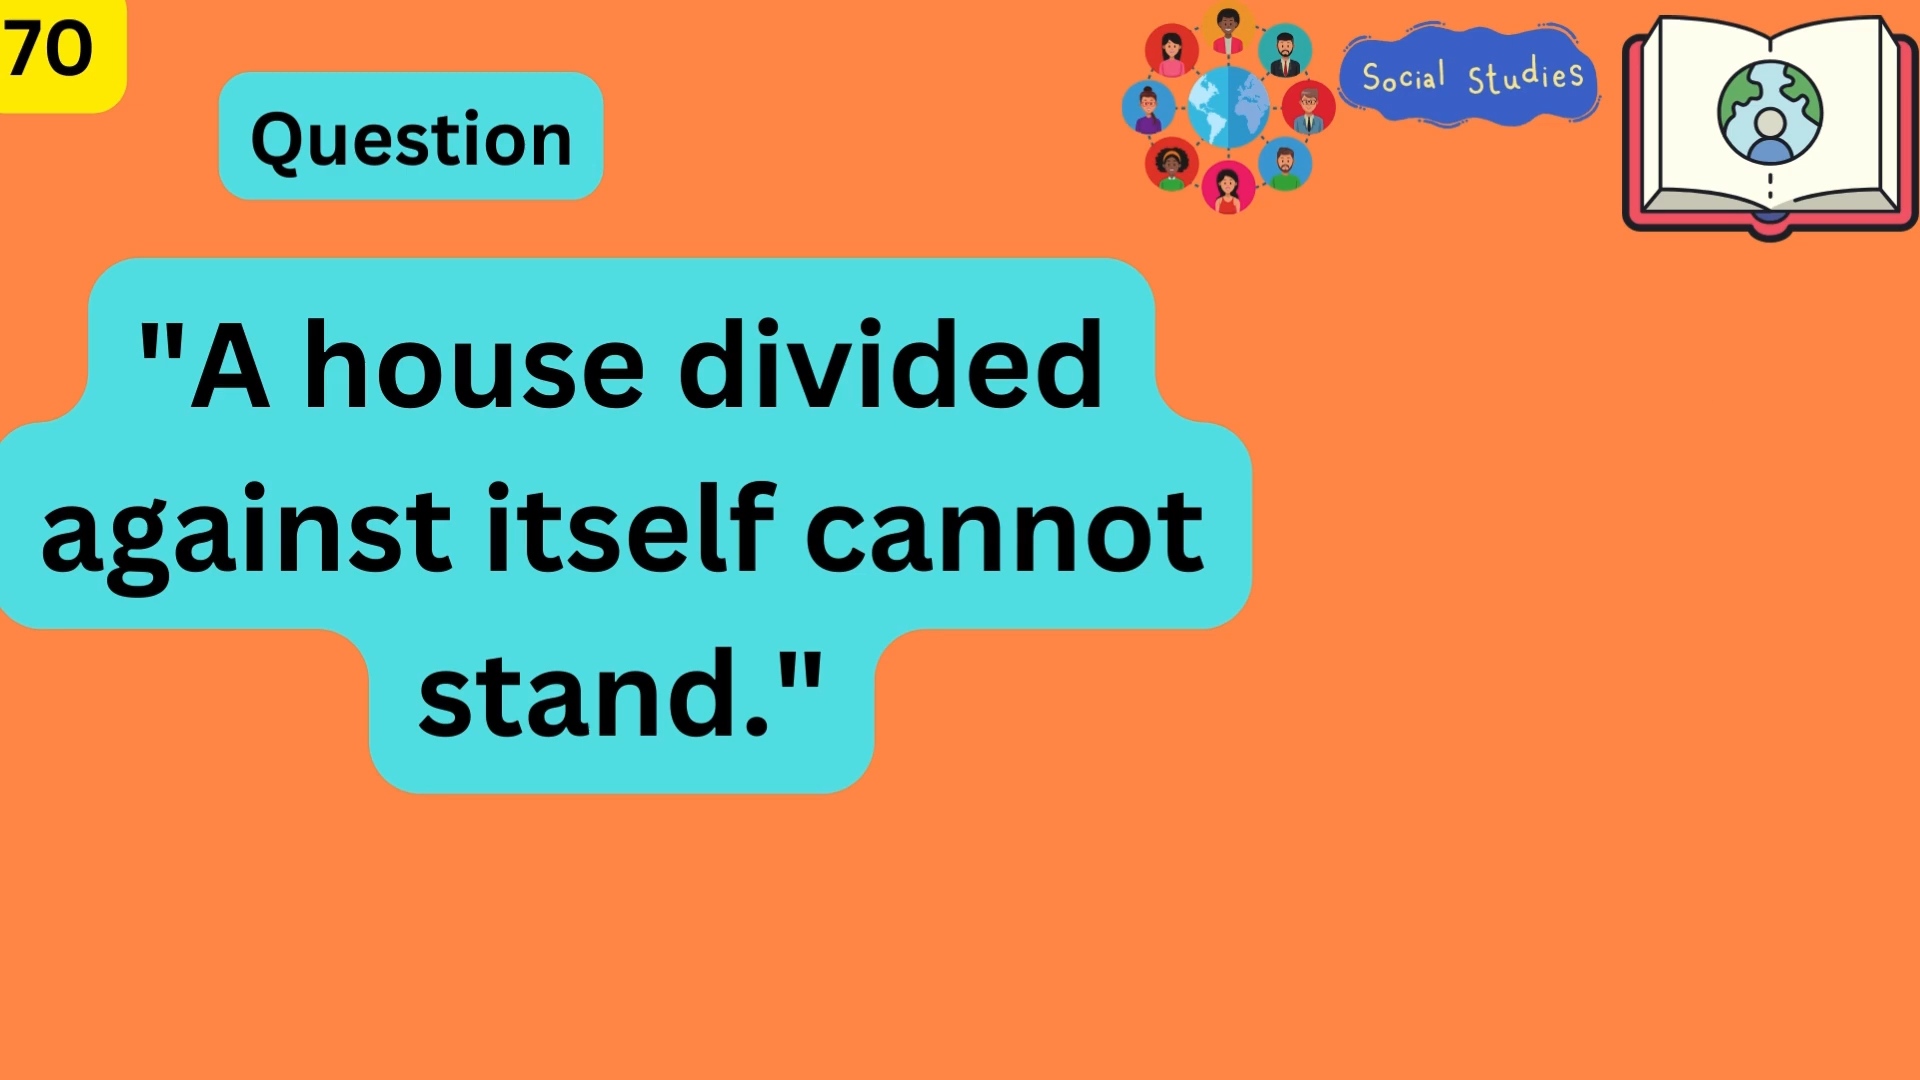 70
Question
Social Studies
"A house divided
against itself cannot
stand."